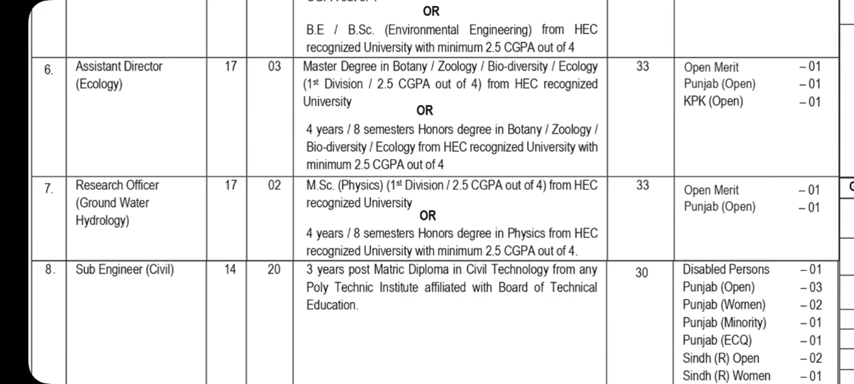 OR
B.E / B.Sc. (Environmental Engineering) from HEC
recognized University with minimum 2.5 CGPA out of 4
6. Assistant Director 17 03 Master Degree in Botany / Zoology / Bio-diversity / Ecology 33 Open Merit – 01
(Ecology) (1st Division / 2.5 CGPA out of 4) from HEC recognized Punjab (Open) – 01
University KPK (Open) – 01
OR
4 years / 8 semesters Honors degree in Botany / Zoology /
Bio-diversity / Ecology from HEC recognized University with
minimum 2.5 CGPA out of 4
7. Research Officer 17 02 M.Sc. (Physics) (1st Division / 2.5 CGPA out of 4) from HEC 33 Open Merit – 01
(Ground Water recognized University Punjab (Open) – 01
Hydrology) OR
4 years / 8 semesters Honors degree in Physics from HEC
recognized University with minimum 2.5 CGPA out of 4.
8. Sub Engineer (Civil) 14 20 3 years post Matric Diploma in Civil Technology from any 30 Disabled Persons – 01
Poly Technic Institute affiliated with Board of Technical Punjab (Open) – 03
Education. Punjab (Women) – 02
Punjab (Minority) – 01
Punjab (ECQ) – 01
Sindh (R) Open – 02
Sindh (R) Women – 01